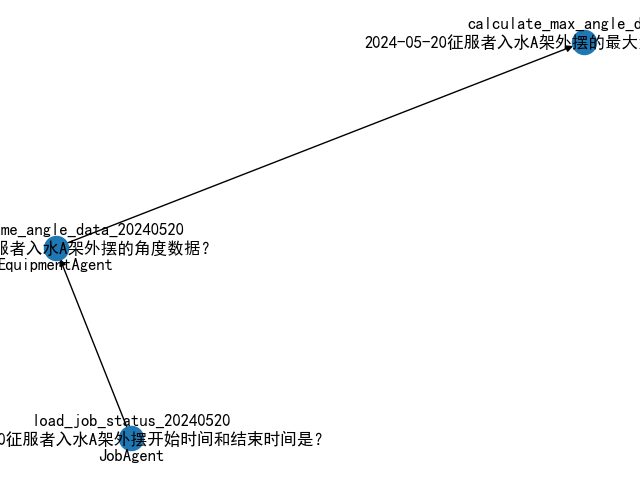 calculate_max_angle_d
2024-05-20征服者入水A架外摆的最大
me_angle_data_20240520
服者入水A架外摆的角度数据?
EquipmentAgent
load_job_status_20240520
0征服者入水A架外摆开始时间和结束时间是?
JobAgent